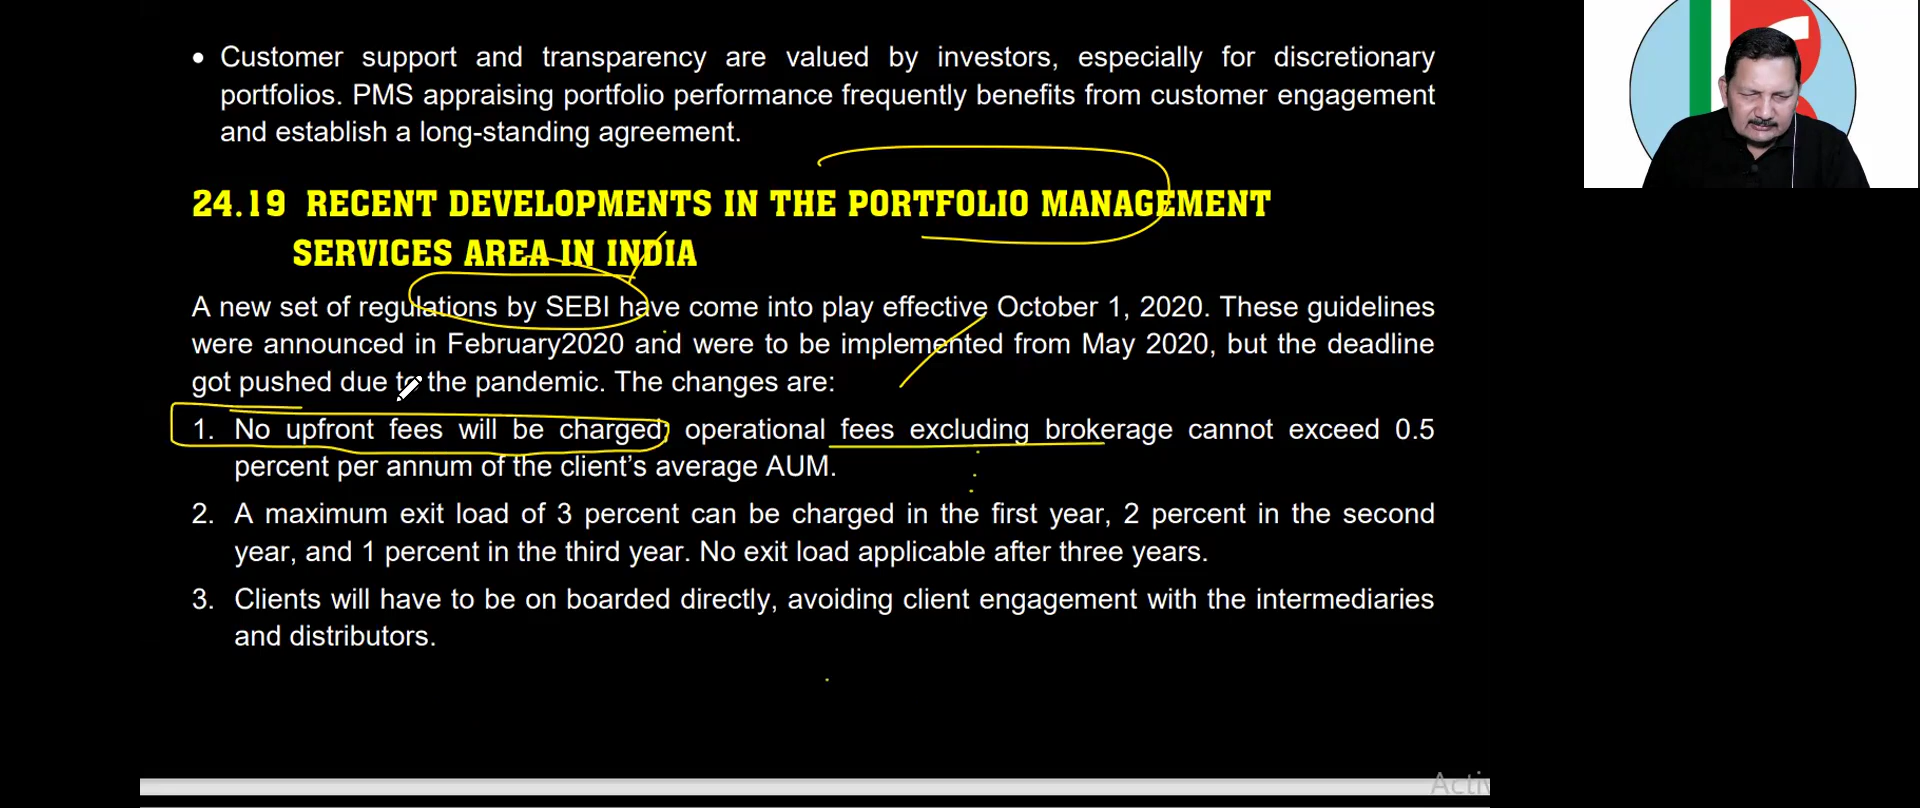 • Customer support and transparency are valued by investors, especially for discretionary
portfolios. PMS appraising portfolio performance frequently benefits from customer engagement
and establish a long-standing agreement.
24.19 RECENT DEVELOPMENTS IN THE PORTFOLIO MANAGEMENT
SERVICES AREA IN INDIA
A new set of regulations by SEBI have come into play effective October 1, 2020. These guidelines
were announced in February2020 and were to be implemented from May 2020, but the deadline
got pushed due to the pandemic. The changes are:
1. No upfront fees will be charged; operational fees excluding brokerage cannot exceed 0.5
percent per annum of the client’s average AUM.
2. A maximum exit load of 3 percent can be charged in the first year, 2 percent in the second
year, and 1 percent in the third year. No exit load applicable after three years.
3. Clients will have to be on boarded directly, avoiding client engagement with the intermediaries
and distributors.